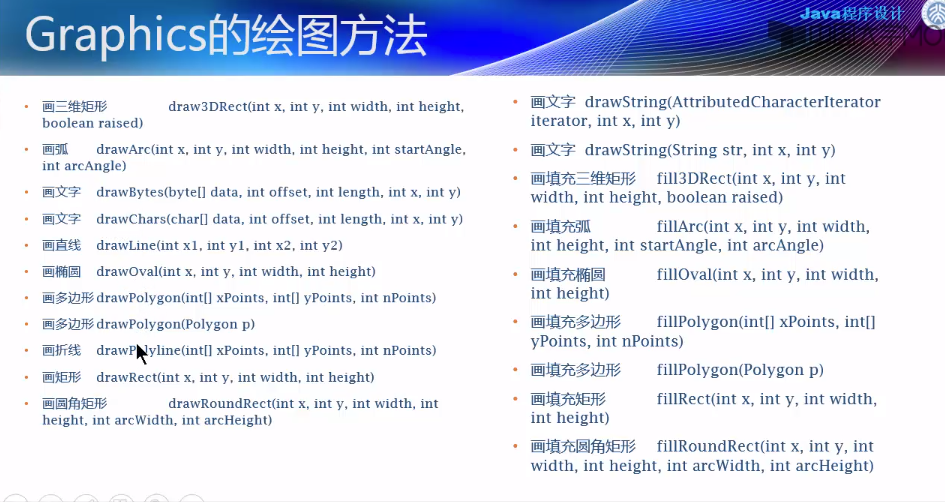 Java程序设计
Graphics的绘图方法
画三维矩形 draw3DRect(int x, int y, int width, int height,
boolean raised)
画弧 drawArc(int x, int y, int width, int height, int startAngle,
int arcAngle)
画文字 drawBytes(byte[] data, int offset, int length, int x, int y)
画文字 drawChars(char[] data, int offset, int length, int x, int y)
画直线 drawLine(int x1, int y1, int x2, int y2)
画椭圆 drawOval(int x, int y, int width, int height)
画多边形 drawPolygon(int[] xPoints, int[] yPoints, int nPoints)
画多边形 drawPolygon(Polygon p)
画折线 drawPolyline(int[] xPoints, int[] yPoints, int nPoints)
画矩形 drawRect(int x, int y, int width, int height)
画圆角矩形 drawRoundRect(int x, int y, int width, int
height, int arcWidth, int arcHeight)
画文字 drawString(AttributedCharacterIterator
iterator, int x, int y)
画文字 drawString(String str, int x, int y)
画填充三维矩形 fill3DRect(int x, int y, int
width, int height, boolean raised)
画填充弧 fillArc(int x, int y, int width,
int height, int startAngle, int arcAngle)
画填充椭圆 fillOval(int x, int y, int width,
int height)
画填充多边形 fillPolygon(int[] xPoints, int[]
yPoints, int nPoints)
画填充多边形 fillPolygon(Polygon p)
画填充矩形 fillRect(int x, int y, int width,
int height)
画填充圆角矩形 fillRoundRect(int x, int y, int
width, int height, int arcWidth, int arcHeight)